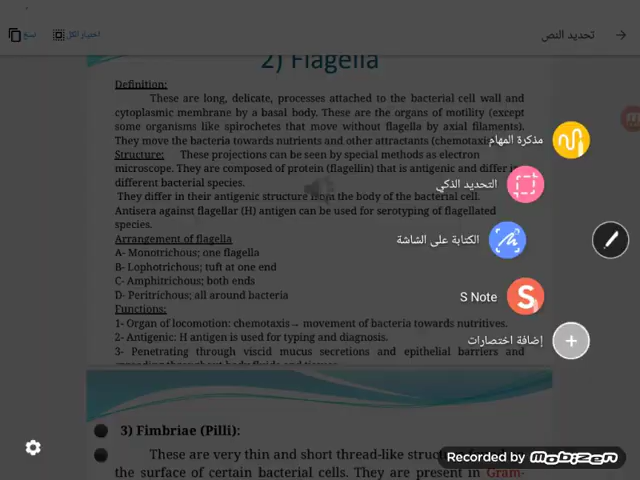 نسخ
اختيار الكل
تحديد النص
2) Flagella
Definition:
These are long, delicate, processes attached to the bacterial cell wall and
cytoplasmic membrane by a basal body. These are the organs of motility (except
some organisms like spirochetes that move without flagella by axial filaments).
They move the bacteria towards nutrients and other attractants (chemotaxi
Structure: These projections can be seen by special methods as electron
microscope. They are composed of protein (flagellin) that is antigenic and differ in
different bacterial species.
They differ in their antigenic structure from the body of the bacterial cell.
Antisera against flagellar (H) antigen can be used for serotyping of flagellated
species.
Arrangement of flagella
A- Monotrichous; one flagella
B- Lophotrichous; tuft at one end
C- Amphitrichous; both ends
D- Peritrichous; all around bacteria
Functions:
1- Organ of locomotion: chemotaxis→ movement of bacteria towards nutritives.
2- Antigenic: H antigen is used for typing and diagnosis.
3- Penetrating through viscid mucus secretions and epithelial barriers and
مذكرة المهام
التحديد الذكي
الكتابة على الشاشة
S Note
إضافة اختصارات
3) Fimbriae (Pilli):
These are very thin and short thread-like struct
the surface of certain bacterial cells. They are present in Gram-
Recorded by mobizen